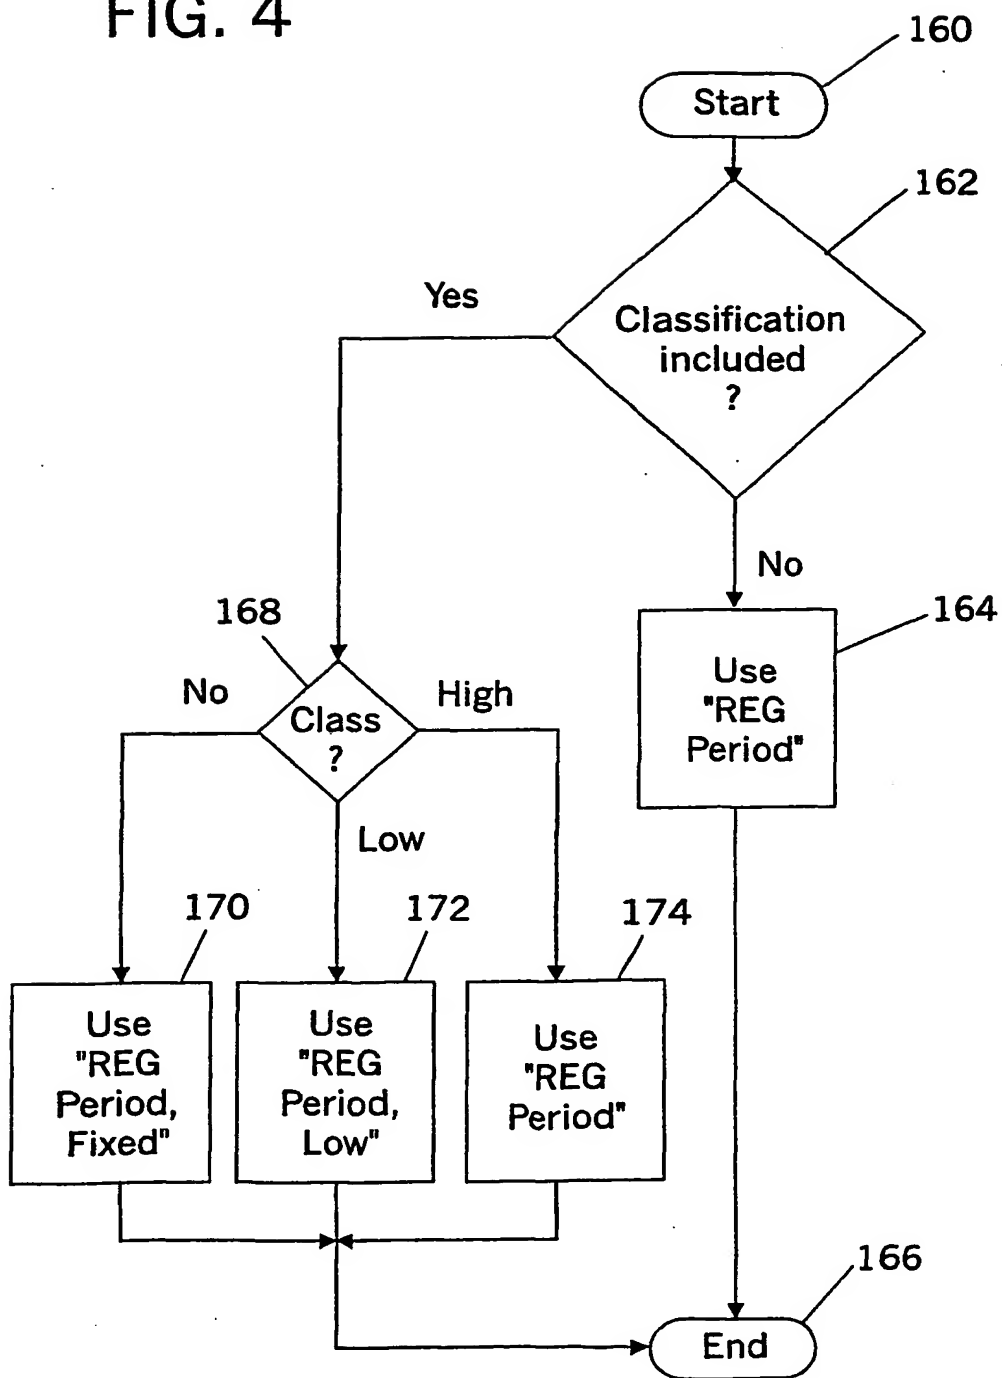 FIG. 4
160
Start
162
Yes
Classification
included
?
No
168
164
No
High
Class
?
Use
"REG
Period"
Low
170
172
174
Use
"REG
Period,
Fixed"
Use
"REG
Period,
Low"
Use
"REG
Period"
166
End